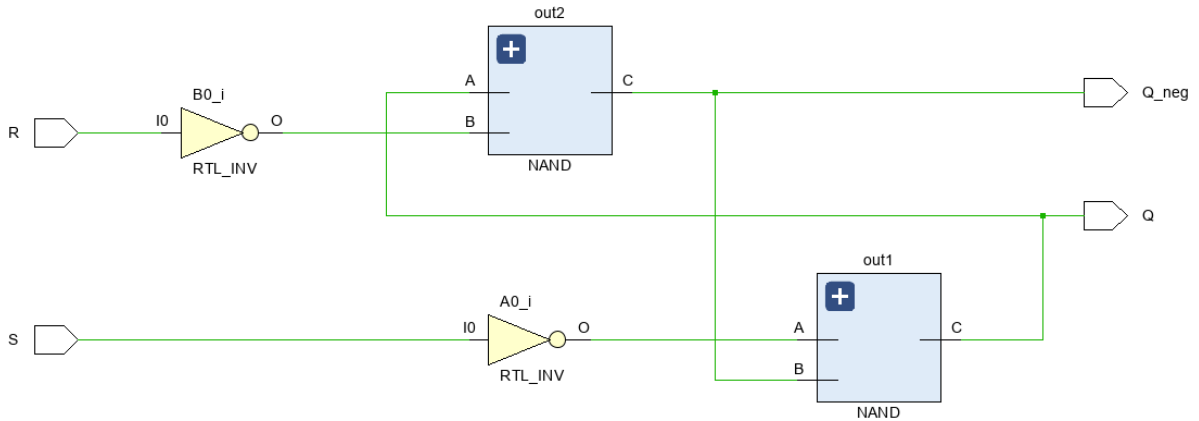 out2
A
C
Q_neg
B0_i
R
I0
O
B
RTL_INV
NAND
Q
out1
A0_i
S
I0
O
A
C
RTL_INV
B
NAND